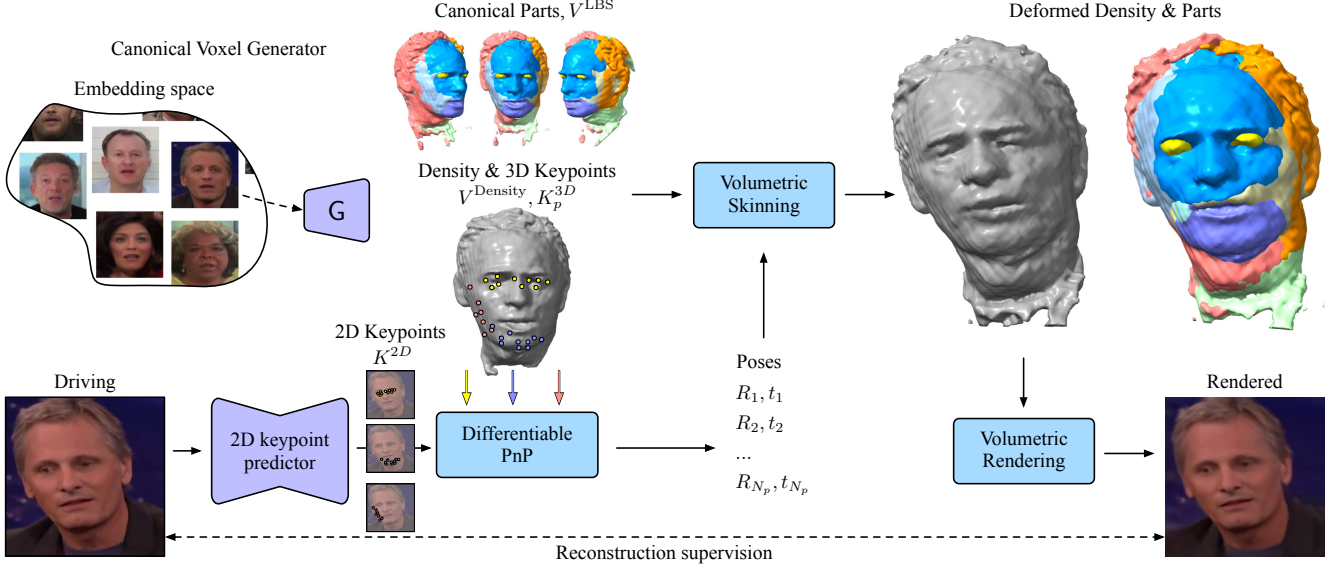 Canonical Parts, V^LBS
Deformed Density & Parts
Canonical Voxel Generator
Embedding space
G
Density & 3D Keypoints
V^Density, K_p^3D
Volumetric
Skinning
2D Keypoints
K^2D
Driving
2D keypoint
predictor
Differentiable
PnP
Poses
R_1, t_1
R_2, t_2
...
R_{N_p}, t_{N_p}
Volumetric
Rendering
Rendered
Reconstruction supervision